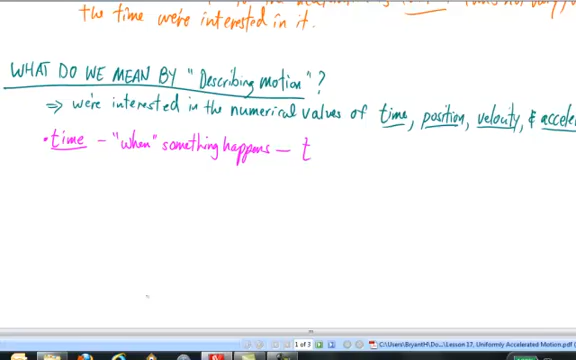 the time we're interested in it.
WHAT DO WE MEAN BY "Describing motion"?
⇒ we're interested in the numerical values of time, position, velocity, & accele
• time – "when" something happens – t
1 of 3
C:\Users\BryantH\Do...\Lesson 17, Uniformly Accelerated Motion.pdf